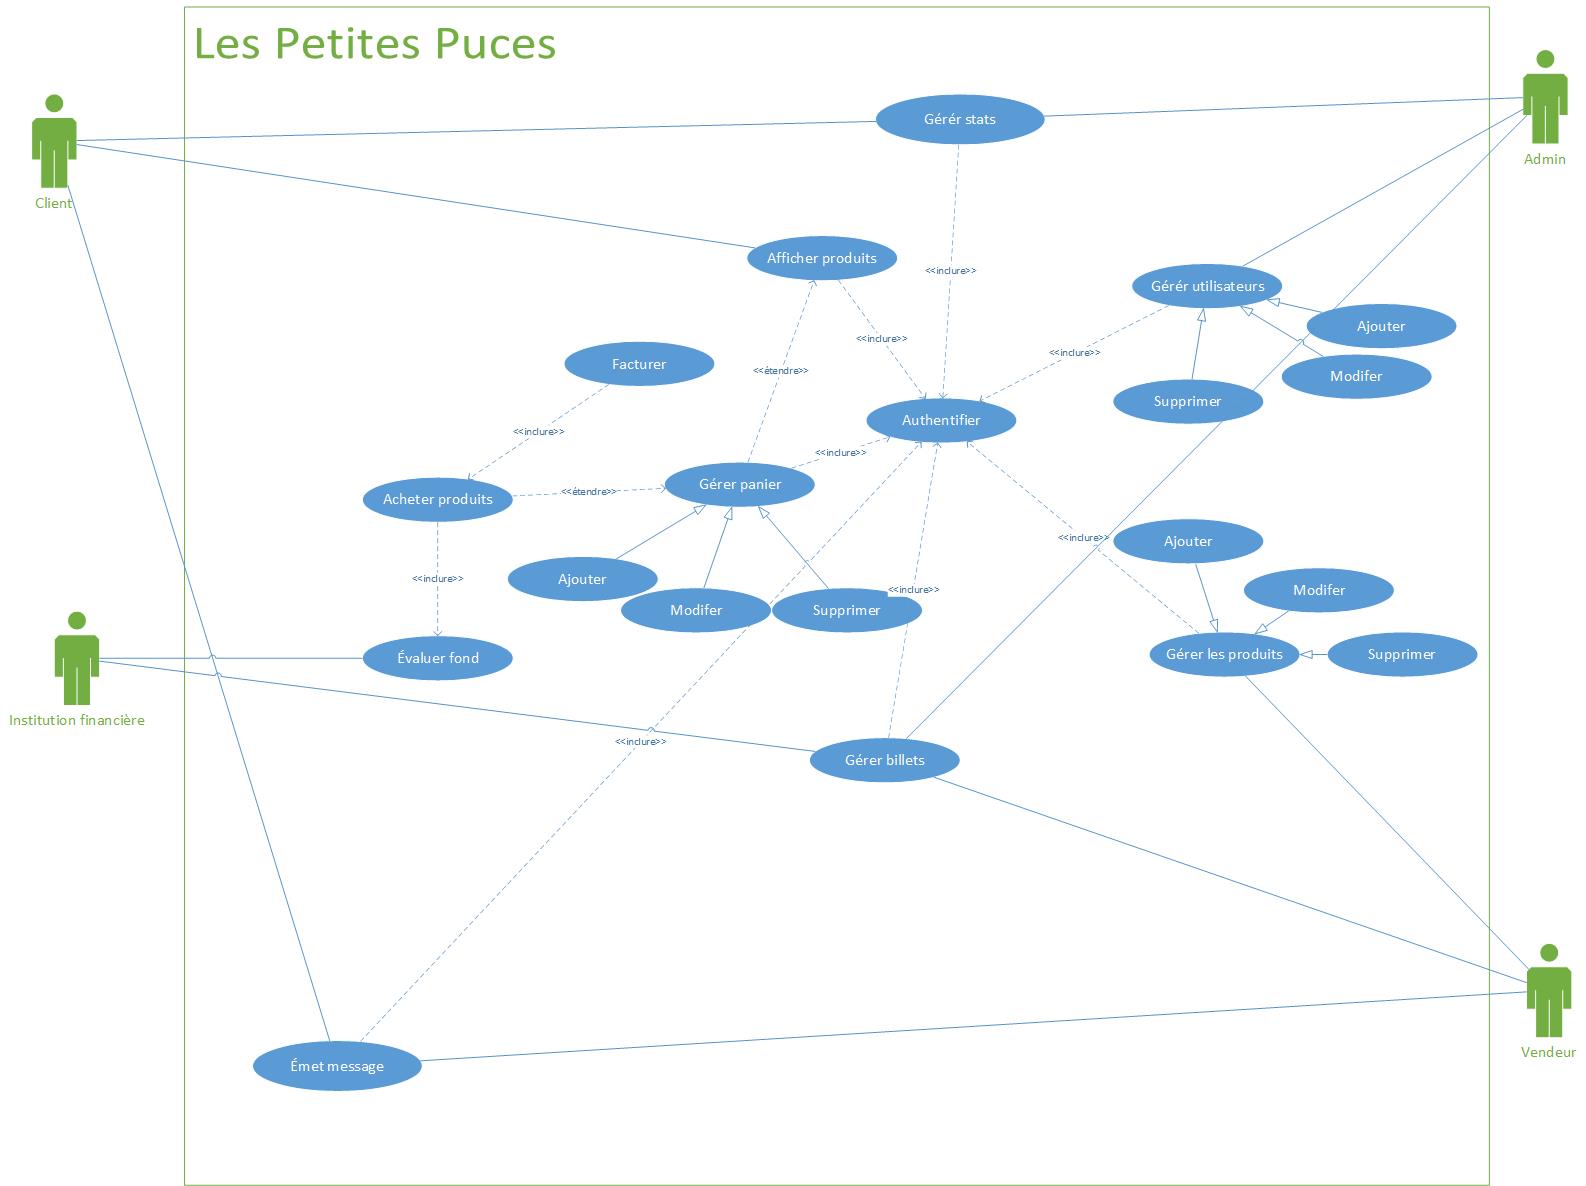 Les Petites Puces
Gérér stats
Admin
Client
Afficher produits
<<inclure>>
Gérér utilisateurs
Ajouter
<<inclure>>
<<inclure>>
Facturer
<<étendre>>
Modifer
Supprimer
Authentifier
<<inclure>>
<<inclure>>
Gérer panier
Acheter produits
<<étendre>>
<<inclure>>
Ajouter
<<inclure>>
Ajouter
<<inclure>>
Modifer
Modifer
Supprimer
Évaluer fond
Gérer les produits
Supprimer
Institution financière
<<inclure>>
Gérer billets
Vendeur
Émet message